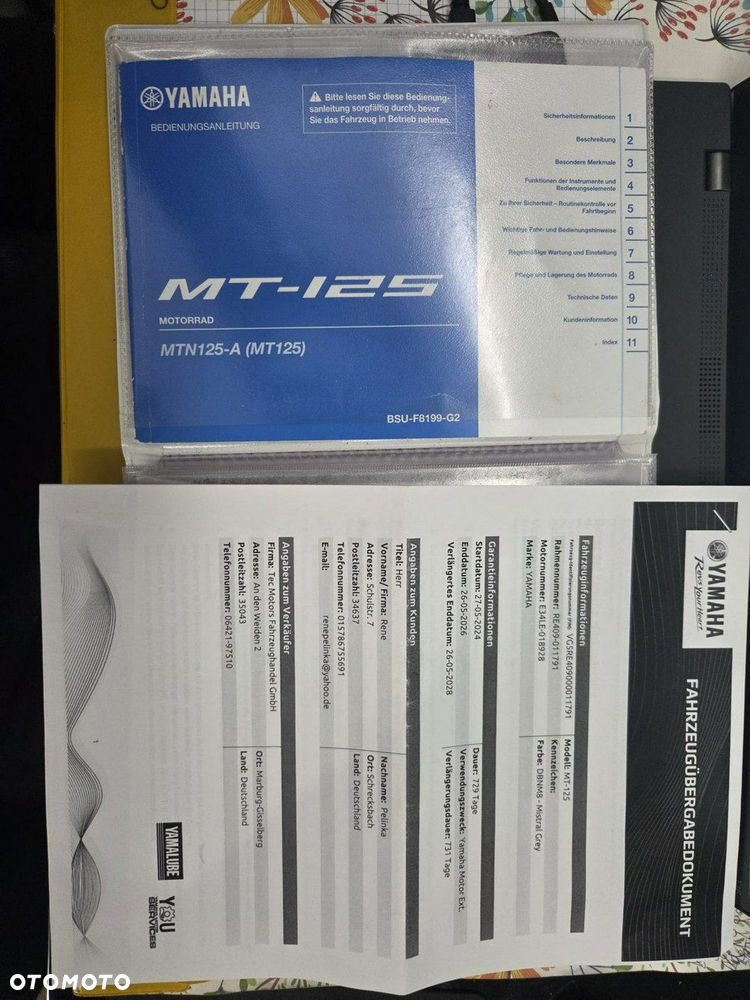 YAMAHA
BEDIENUNGSANLEITUNG
Bitte lesen Sie diese Bedienung-
sanleitung sorgfältig durch, bevor
Sie das Fahrzeug in Betrieb nehmen.
MT-125
MOTORRAD
MTN125-A (MT125)
BSU-F8199-G2
Sicherheitsinformationen 1
Beschreibung 2
Besondere Merkmale 3
Funktionen der Instrumente und
Bedienungselemente 4
Zu Ihrer Sicherheit – Routinekontrolle vor
Fahrtbeginn 5
Wichtige Fahr- und Bedienungshinweise 6
Regelmäßige Wartung und Einstellung 7
Pflege und Lagerung des Motorrads 8
Technische Daten 9
Kundeninformation 10
Index 11
YAMAHA
Revs Your Heart
FAHRZEUGÜBERGABEDOKUMENT
Fahrzeuginformationen
Fahrzeug-Identifizierungsnummer (FIN): VG5RE409000011791 Modell: MT-125
Rahmennummer: RE409-011791 Kennzeichen:
Motornummer: E34LE-018928 Farbe: DBNM8 - Mistral Grey
Marke: YAMAHA
Garantieinformationen
Startdatum: 27-05-2024 Dauer: 729 Tage
Enddatum: 26-05-2026 Verwendungszweck: Yamaha Motor Ext.
Verlängertes Enddatum: 26-05-2028 Verlängerungsdauer: 731 Tage
Angaben zum Kunden
Titel: Herr
Vorname/ Firma: Rene Nachname: Pelinka
Adresse: Schulstr. 7 Ort: Schrecksbach
Postleitzahl: 34637 Land: Deutschland
Telefonnummer: 015786755691
E-mail: renepelinka@yahoo.de
Angaben zum Verkäufer
Firma: Tec Motors Fahrzeughandel GmbH
Adresse: An den Weiden 2 Ort: Marburg-Gisselberg
Postleitzahl: 35043 Land: Deutschland
Telefonnummer: 06421-97510
1
YAMALUBE
YOU
SERVICES
OTOMOTO